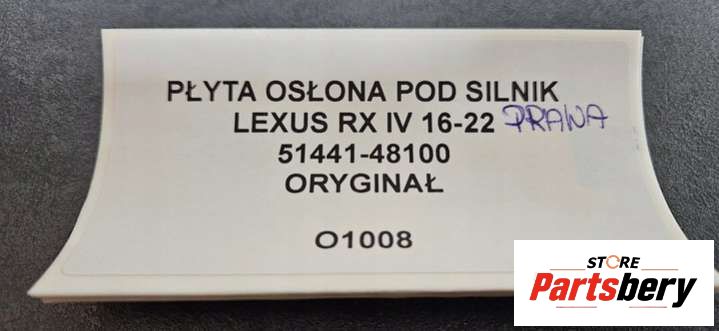 PŁYTA OSŁONA POD SILNIK
LEXUS RX IV 16-22 PRAWA
51441-48100
ORYGINAŁ
O1008
STORE
Partsbery